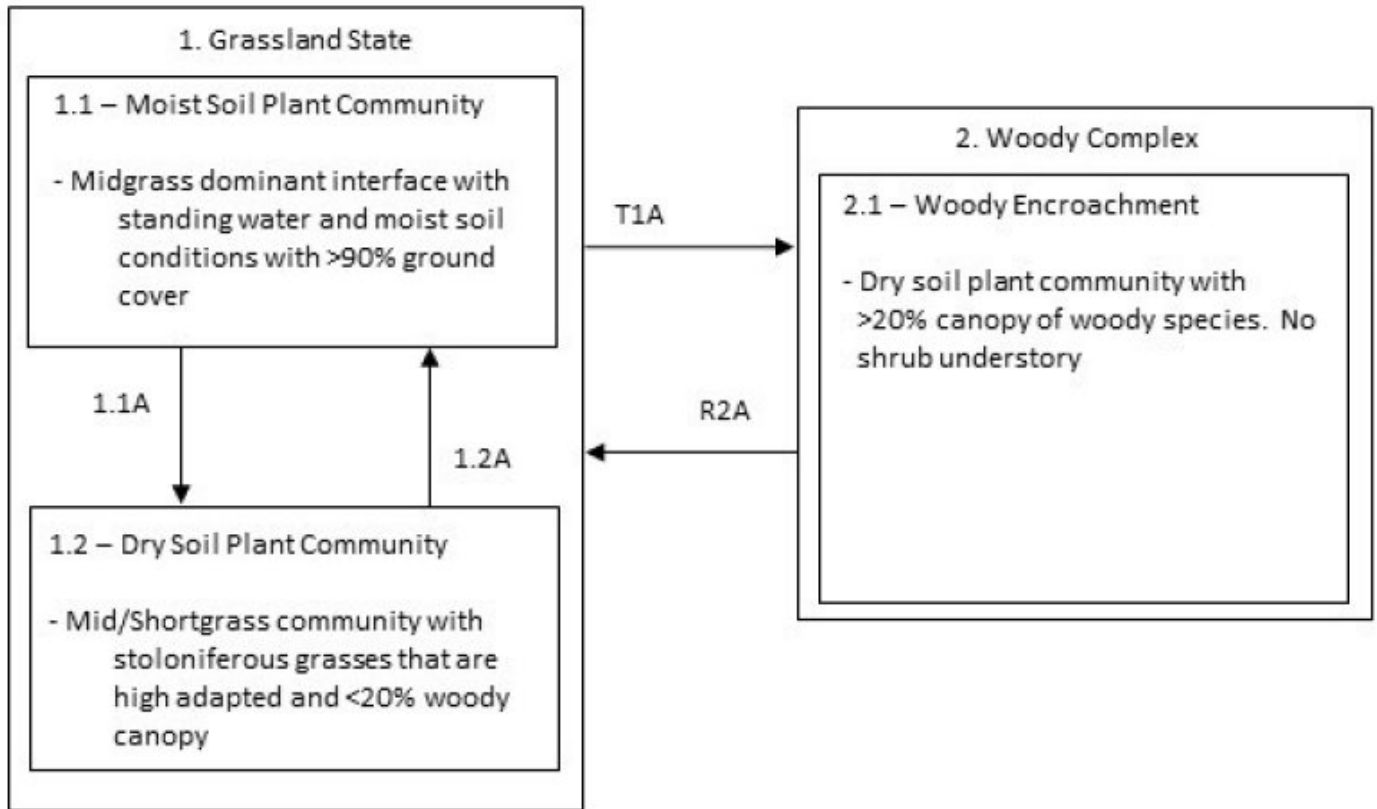 1. Grassland State
1.1 – Moist Soil Plant Community
- Midgrass dominant interface with
standing water and moist soil
conditions with >90% ground
cover
1.1A
1.2A
1.2 – Dry Soil Plant Community
- Mid/Shortgrass community with
stoloniferous grasses that are
high adapted and <20% woody
canopy
T1A
R2A
2. Woody Complex
2.1 – Woody Encroachment
- Dry soil plant community with
>20% canopy of woody species.  No
shrub understory